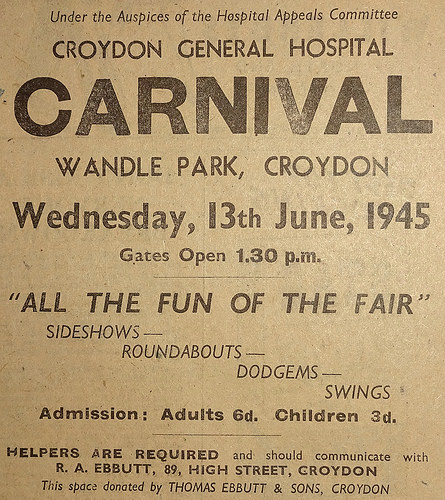 Under the Auspices of the Hospital Appeals Committee
CROYDON GENERAL HOSPITAL
CARNIVAL
WANDLE PARK, CROYDON
Wednesday, 13th June, 1945
Gates Open 1.30 p.m.
"ALL THE FUN OF THE FAIR"
SIDESHOWS —
ROUNDABOUTS —
DODGEMS —
SWINGS
Admission: Adults 6d. Children 3d.
HELPERS ARE REQUIRED and should communicate with
R. A. EBBUTT, 89, HIGH STREET, CROYDON
This space donated by THOMAS EBBUTT & SONS, CROYDON